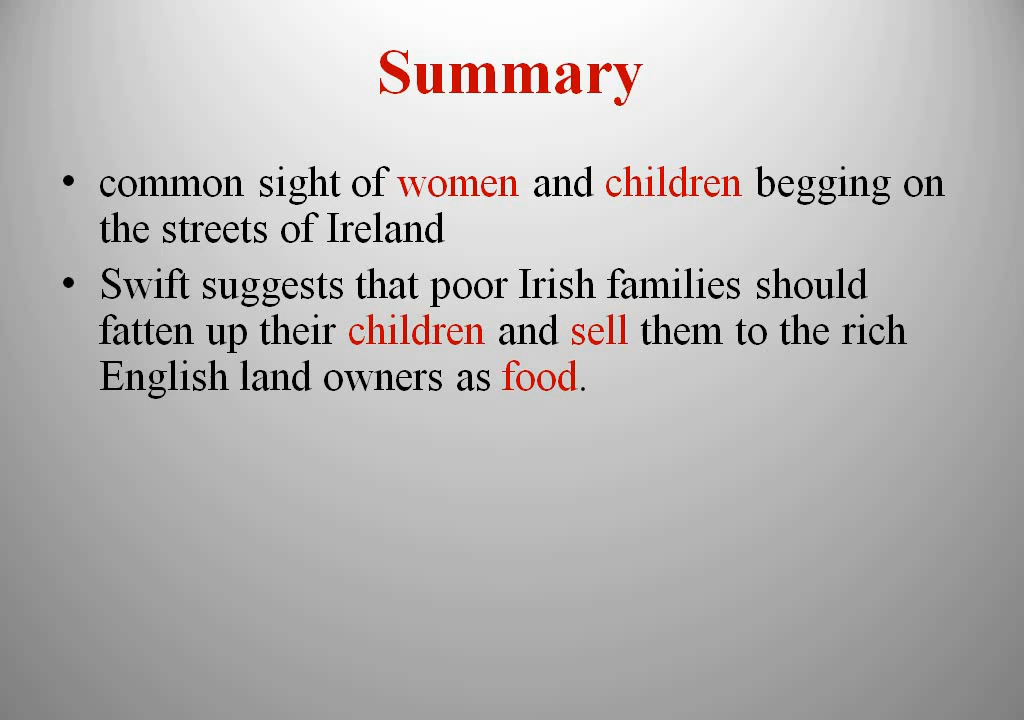 Summary
• common sight of women and children begging on
the streets of Ireland
• Swift suggests that poor Irish families should
fatten up their children and sell them to the rich
English land owners as food.